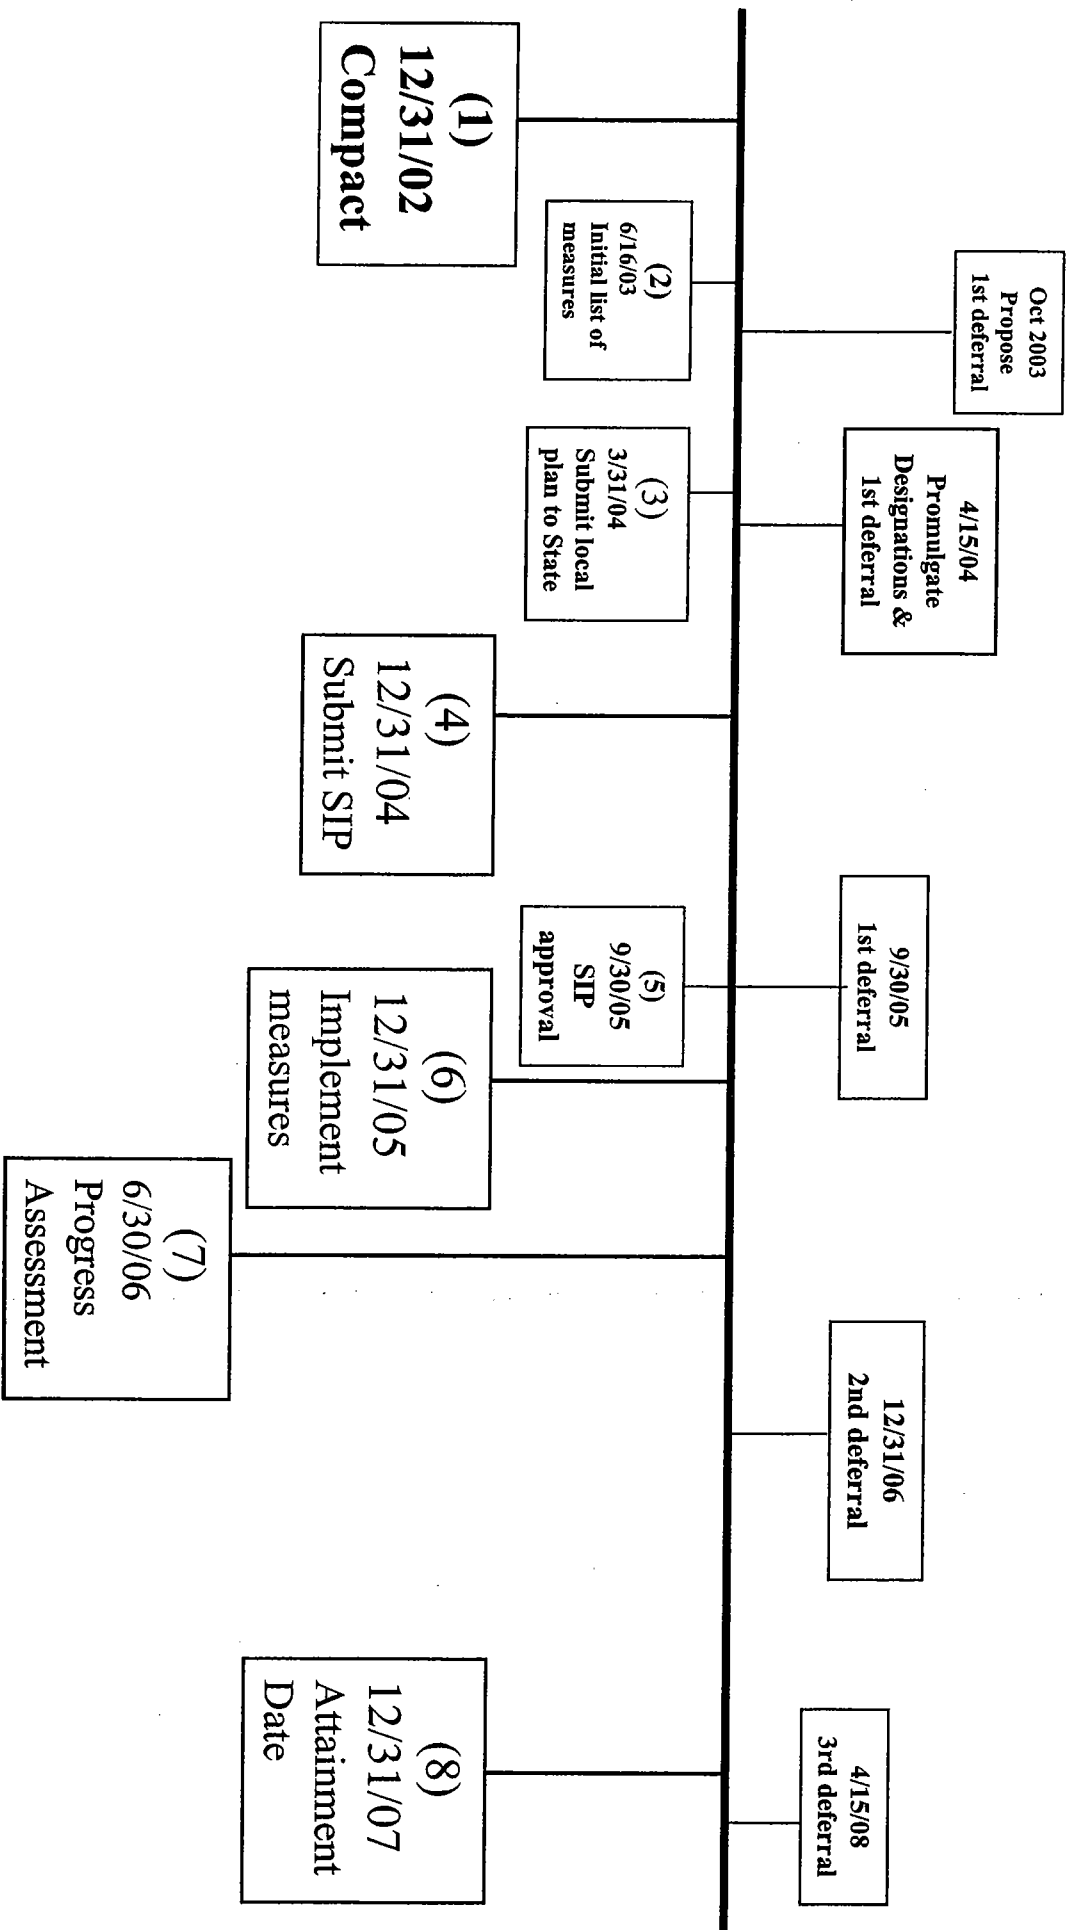 Oct 2003
Propose
1st deferral
4/15/04
Promulgate
Designations &
1st deferral
9/30/05
1st deferral
12/31/06
2nd deferral
4/15/08
3rd deferral
(1)
12/31/02
Compact
(2)
6/16/03
Initial list of
measures
(3)
3/31/04
Submit local
plan to State
(4)
12/31/04
Submit SIP
(5)
9/30/05
SIP
approval
(6)
12/31/05
Implement
measures
(7)
6/30/06
Progress
Assessment
(8)
12/31/07
Attainment
Date